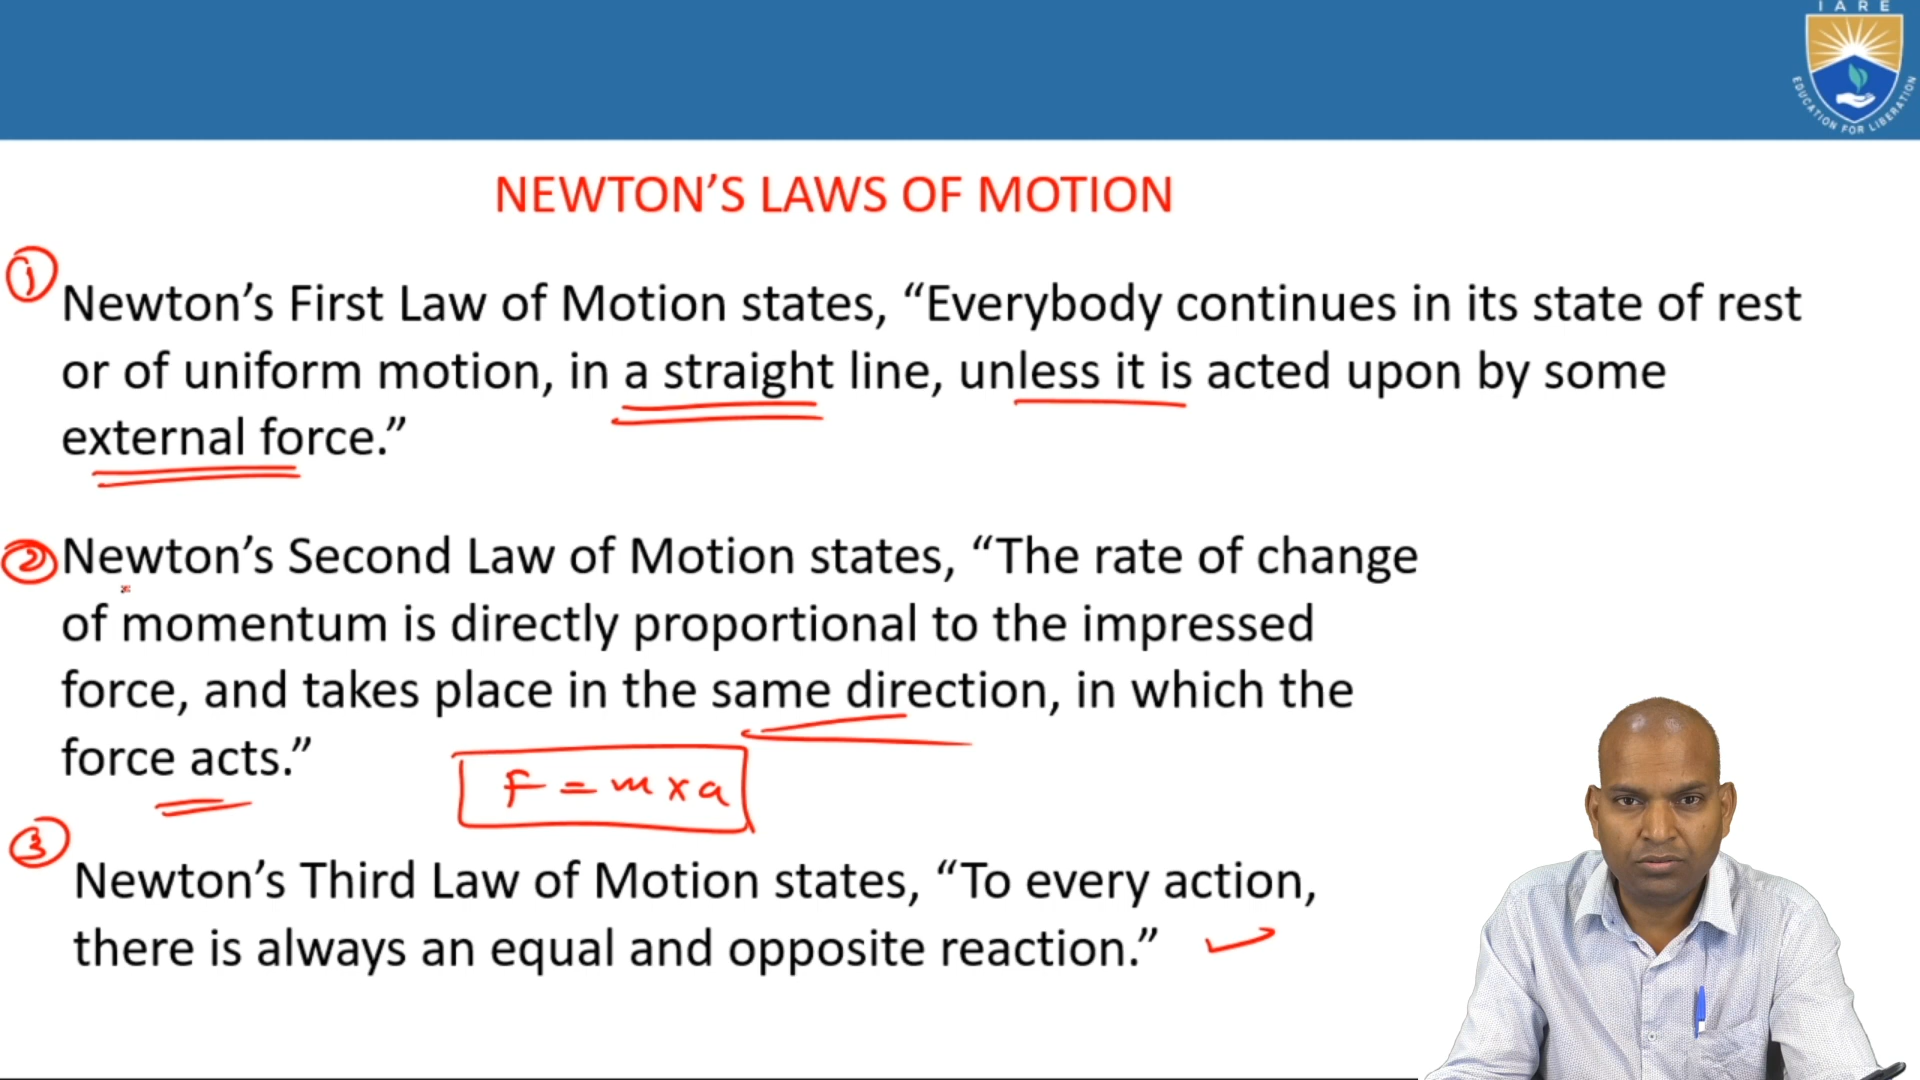 IARE
EDUCATION FOR LIBERATION
NEWTON’S LAWS OF MOTION
1
Newton’s First Law of Motion states, “Everybody continues in its state of rest
or of uniform motion, in a straight line, unless it is acted upon by some
external force.”
2 Newton’s Second Law of Motion states, “The rate of change
of momentum is directly proportional to the impressed
force, and takes place in the same direction, in which the
force acts.”
F = m x a
3
Newton’s Third Law of Motion states, “To every action,
there is always an equal and opposite reaction.”